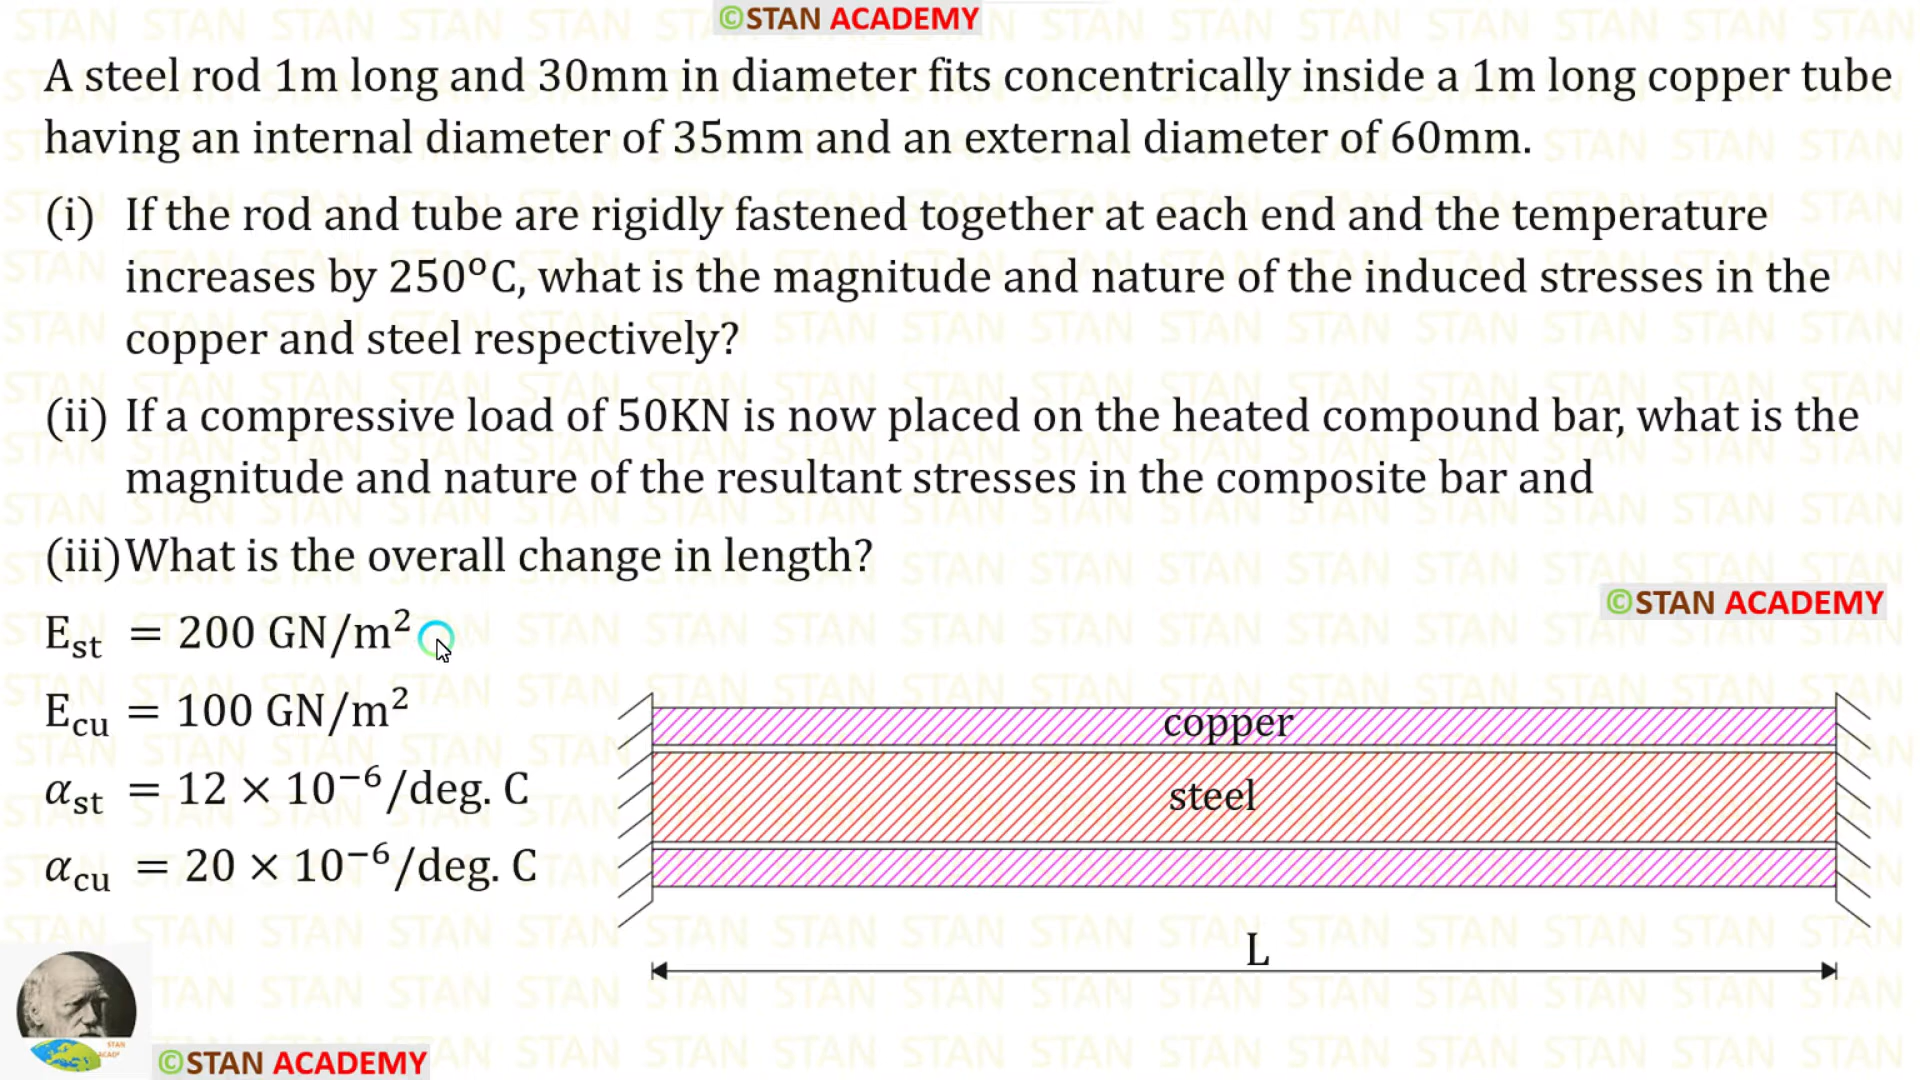 ©STAN ACADEMY
A steel rod 1m long and 30mm in diameter fits concentrically inside a 1m long copper tube
having an internal diameter of 35mm and an external diameter of 60mm.
(i) If the rod and tube are rigidly fastened together at each end and the temperature
increases by 250°C, what is the magnitude and nature of the induced stresses in the
copper and steel respectively?
(ii) If a compressive load of 50KN is now placed on the heated compound bar, what is the
magnitude and nature of the resultant stresses in the composite bar and
(iii) What is the overall change in length?
©STAN ACADEMY
E_st = 200 GN/m²
E_cu = 100 GN/m²
α_st = 12 × 10⁻⁶/deg. C
α_cu = 20 × 10⁻⁶/deg. C
copper
steel
L
©STAN ACADEMY